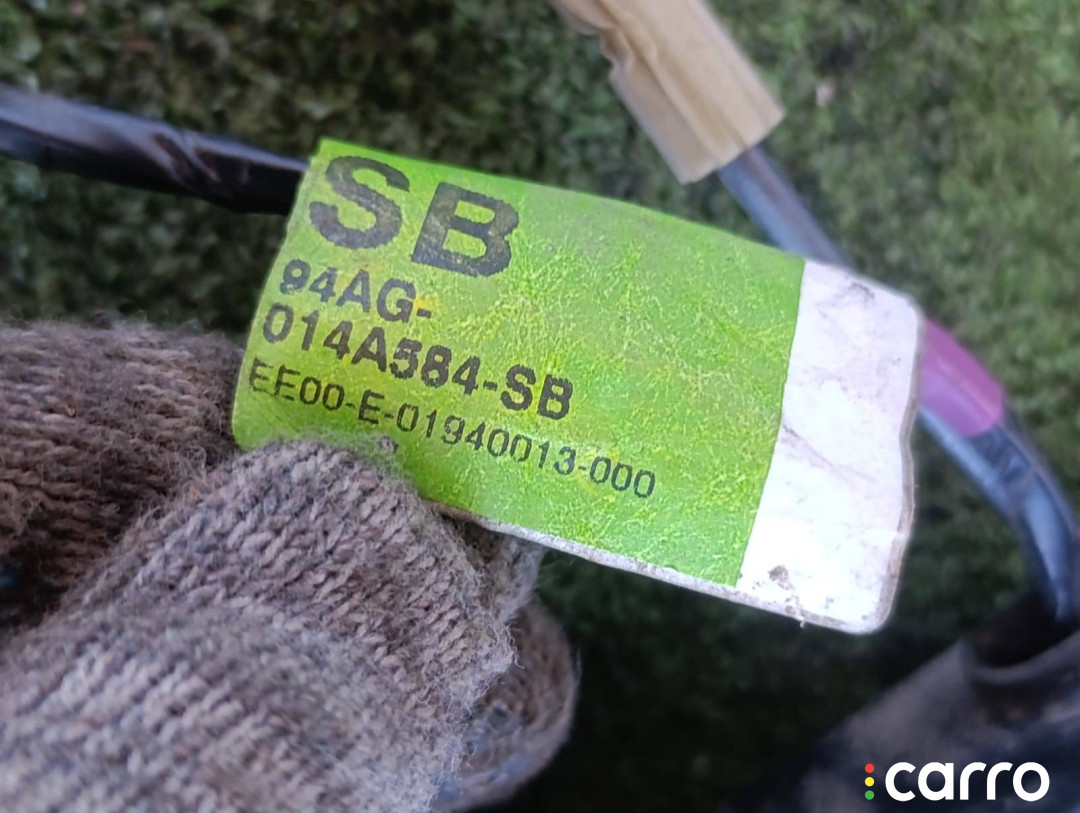 SB
94AG-
014A584-SB
EE00-E-01940013-000
carro